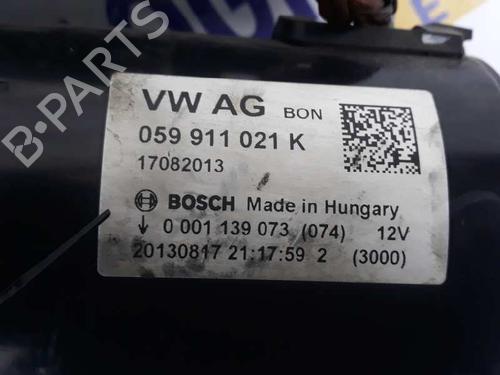 VW AG BON
059 911 021 K
17082013
BOSCH Made in Hungary
↓ 0 001 139 073 (074) 12V
20130817 21:17:59 2 (3000)
B-PARTS